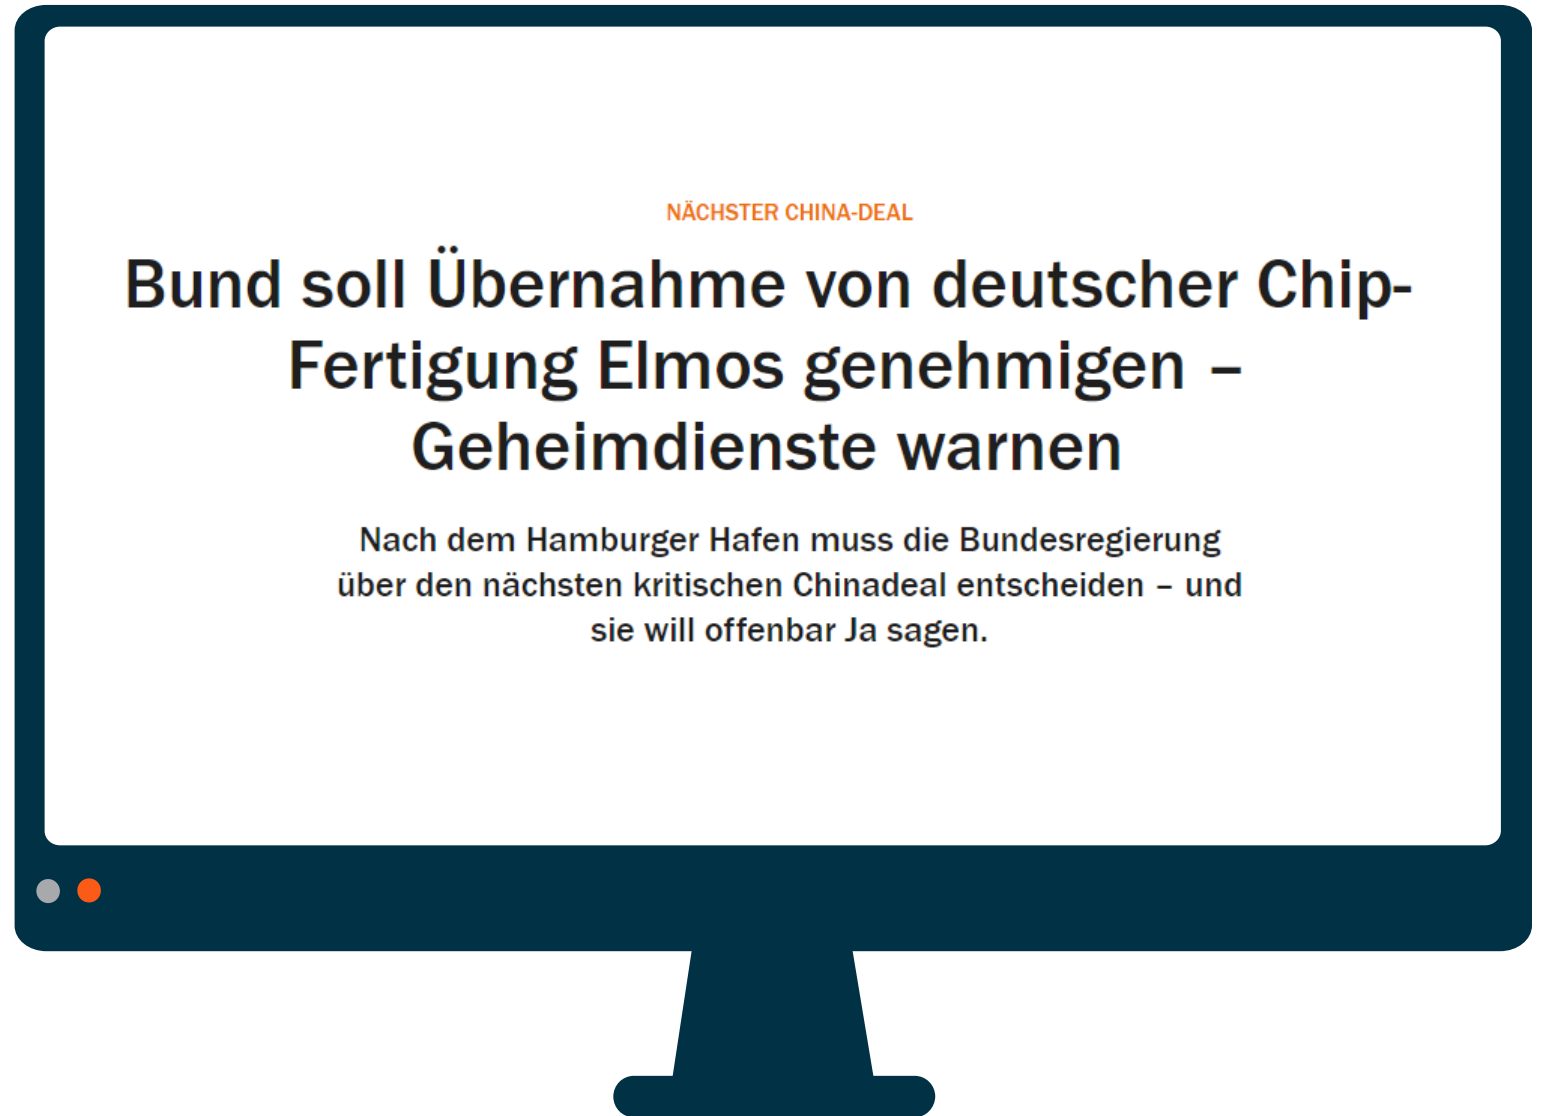 NÄCHSTER CHINA-DEAL
Bund soll Übernahme von deutscher Chip-
Fertigung Elmos genehmigen –
Geheimdienste warnen
Nach dem Hamburger Hafen muss die Bundesregierung
über den nächsten kritischen Chinadeal entscheiden – und
sie will offenbar Ja sagen.